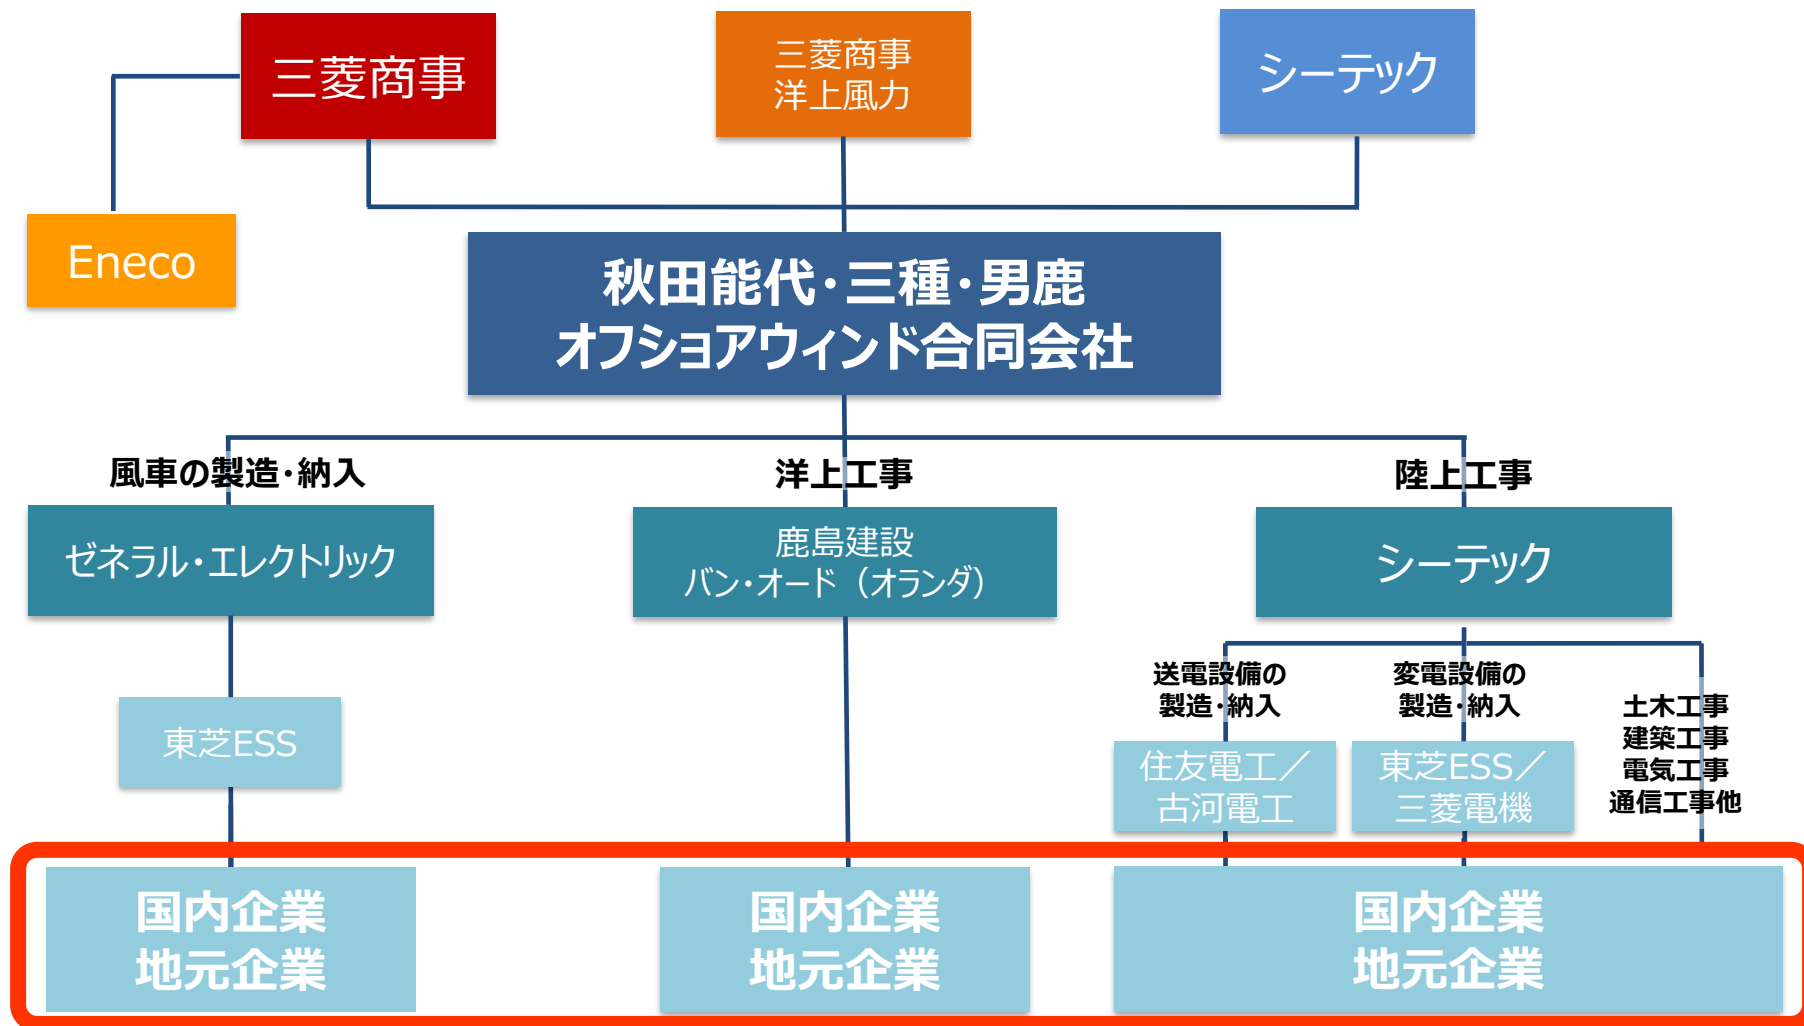 三菱商事
三菱商事
洋上風力
シーテック
Eneco
秋田能代・三種・男鹿
オフショアウィンド合同会社
風車の製造・納入
洋上工事
陸上工事
ゼネラル・エレクトリック
鹿島建設
バン・オード（オランダ）
シーテック
送電設備の
製造・納入
変電設備の
製造・納入
土木工事
建築工事
電気工事
通信工事他
東芝ESS
住友電工／
古河電工
東芝ESS／
三菱電機
国内企業
地元企業
国内企業
地元企業
国内企業
地元企業